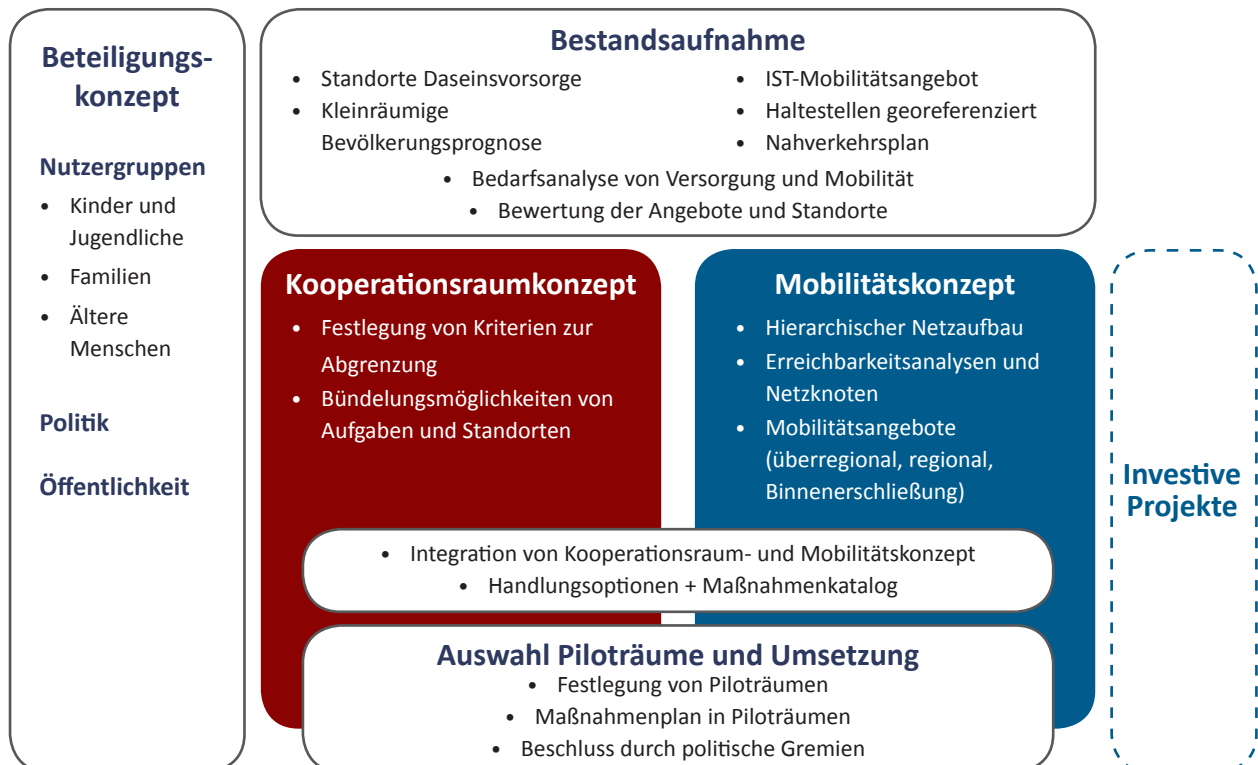 Beteiligungs-
konzept
Nutzergruppen
• Kinder und
Jugendliche
• Familien
• Ältere
Menschen
Politik
Öffentlichkeit
Bestandsaufnahme
• Standorte Daseinsvorsorge
• Kleinräumige
Bevölkerungsprognose
• IST-Mobilitätsangebot
• Haltestellen georeferenziert
• Nahverkehrsplan
• Bedarfsanalyse von Versorgung und Mobilität
• Bewertung der Angebote und Standorte
Kooperationsraumkonzept
• Festlegung von Kriterien zur
Abgrenzung
• Bündelungsmöglichkeiten von
Aufgaben und Standorten
Mobilitätskonzept
• Hierarchischer Netzaufbau
• Erreichbarkeitsanalysen und
Netzknoten
• Mobilitätsangebote
(überregional, regional,
Binnenerschließung)
• Integration von Kooperationsraum- und Mobilitätskonzept
• Handlungsoptionen + Maßnahmenkatalog
Auswahl Piloträume und Umsetzung
• Festlegung von Piloträumen
• Maßnahmenplan in Piloträumen
• Beschluss durch politische Gremien
Investive
Projekte